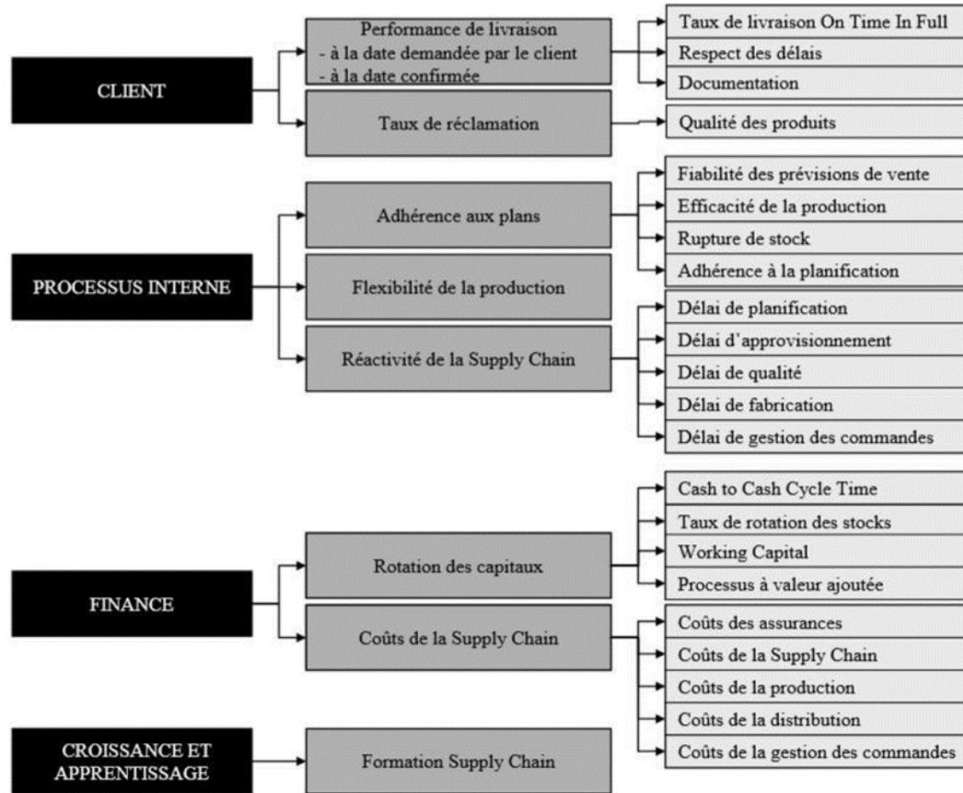 CLIENT
Performance de livraison
- à la date demandée par le client
- à la date confirmée
Taux de livraison On Time In Full
Respect des délais
Documentation
Taux de réclamation
Qualité des produits
PROCESSUS INTERNE
Adhérence aux plans
Fiabilité des prévisions de vente
Efficacité de la production
Rupture de stock
Adhérence à la planification
Flexibilité de la production
Réactivité de la Supply Chain
Délai de planification
Délai d'approvisionnement
Délai de qualité
Délai de fabrication
Délai de gestion des commandes
FINANCE
Rotation des capitaux
Cash to Cash Cycle Time
Taux de rotation des stocks
Working Capital
Processus à valeur ajoutée
Coûts de la Supply Chain
Coûts des assurances
Coûts de la Supply Chain
Coûts de la production
Coûts de la distribution
Coûts de la gestion des commandes
CROISSANCE ET
APPRENTISSAGE
Formation Supply Chain